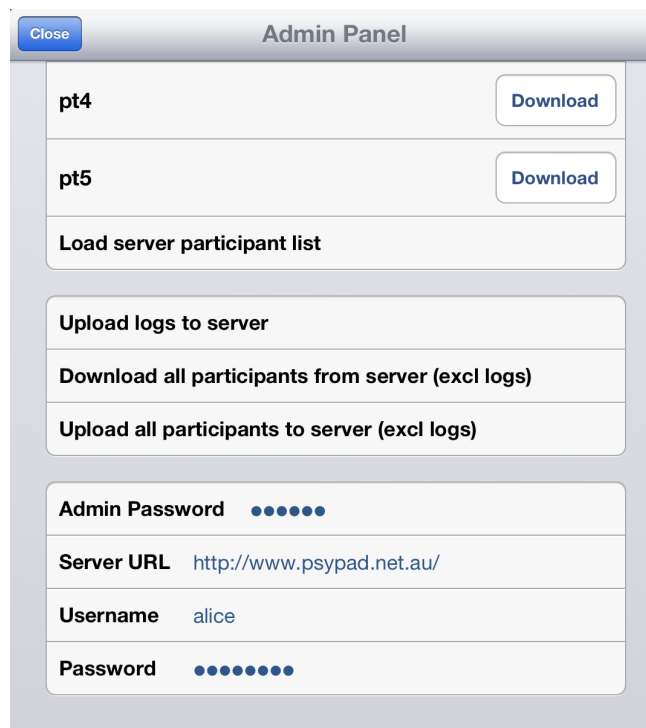 Close
Admin Panel
pt4
Download
pt5
Download
Load server participant list
Upload logs to server
Download all participants from server (excl logs)
Upload all participants to server (excl logs)
Admin Password ●●●●●●
Server URL http://www.psypad.net.au/
Username alice
Password ●●●●●●●●